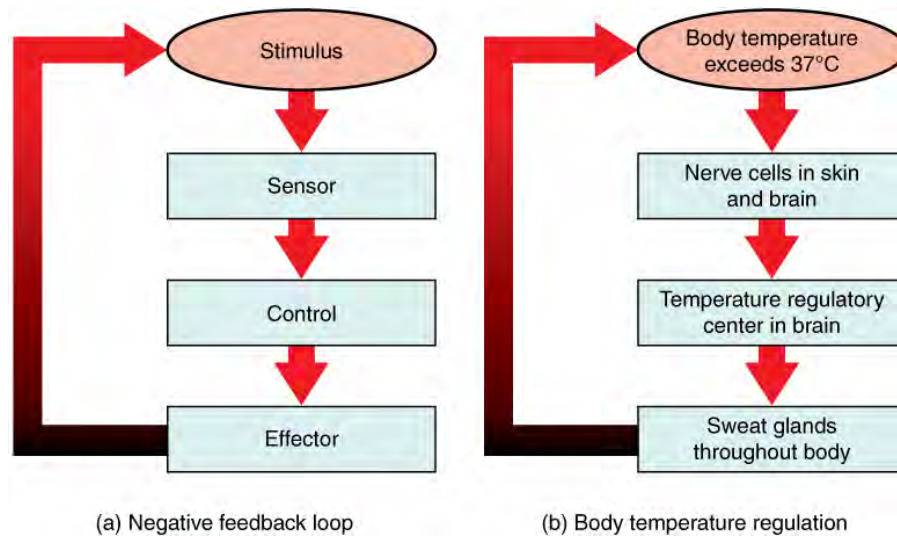 Stimulus
Sensor
Control
Effector
(a) Negative feedback loop
Body temperature
exceeds 37°C
Nerve cells in skin
and brain
Temperature regulatory
center in brain
Sweat glands
throughout body
(b) Body temperature regulation